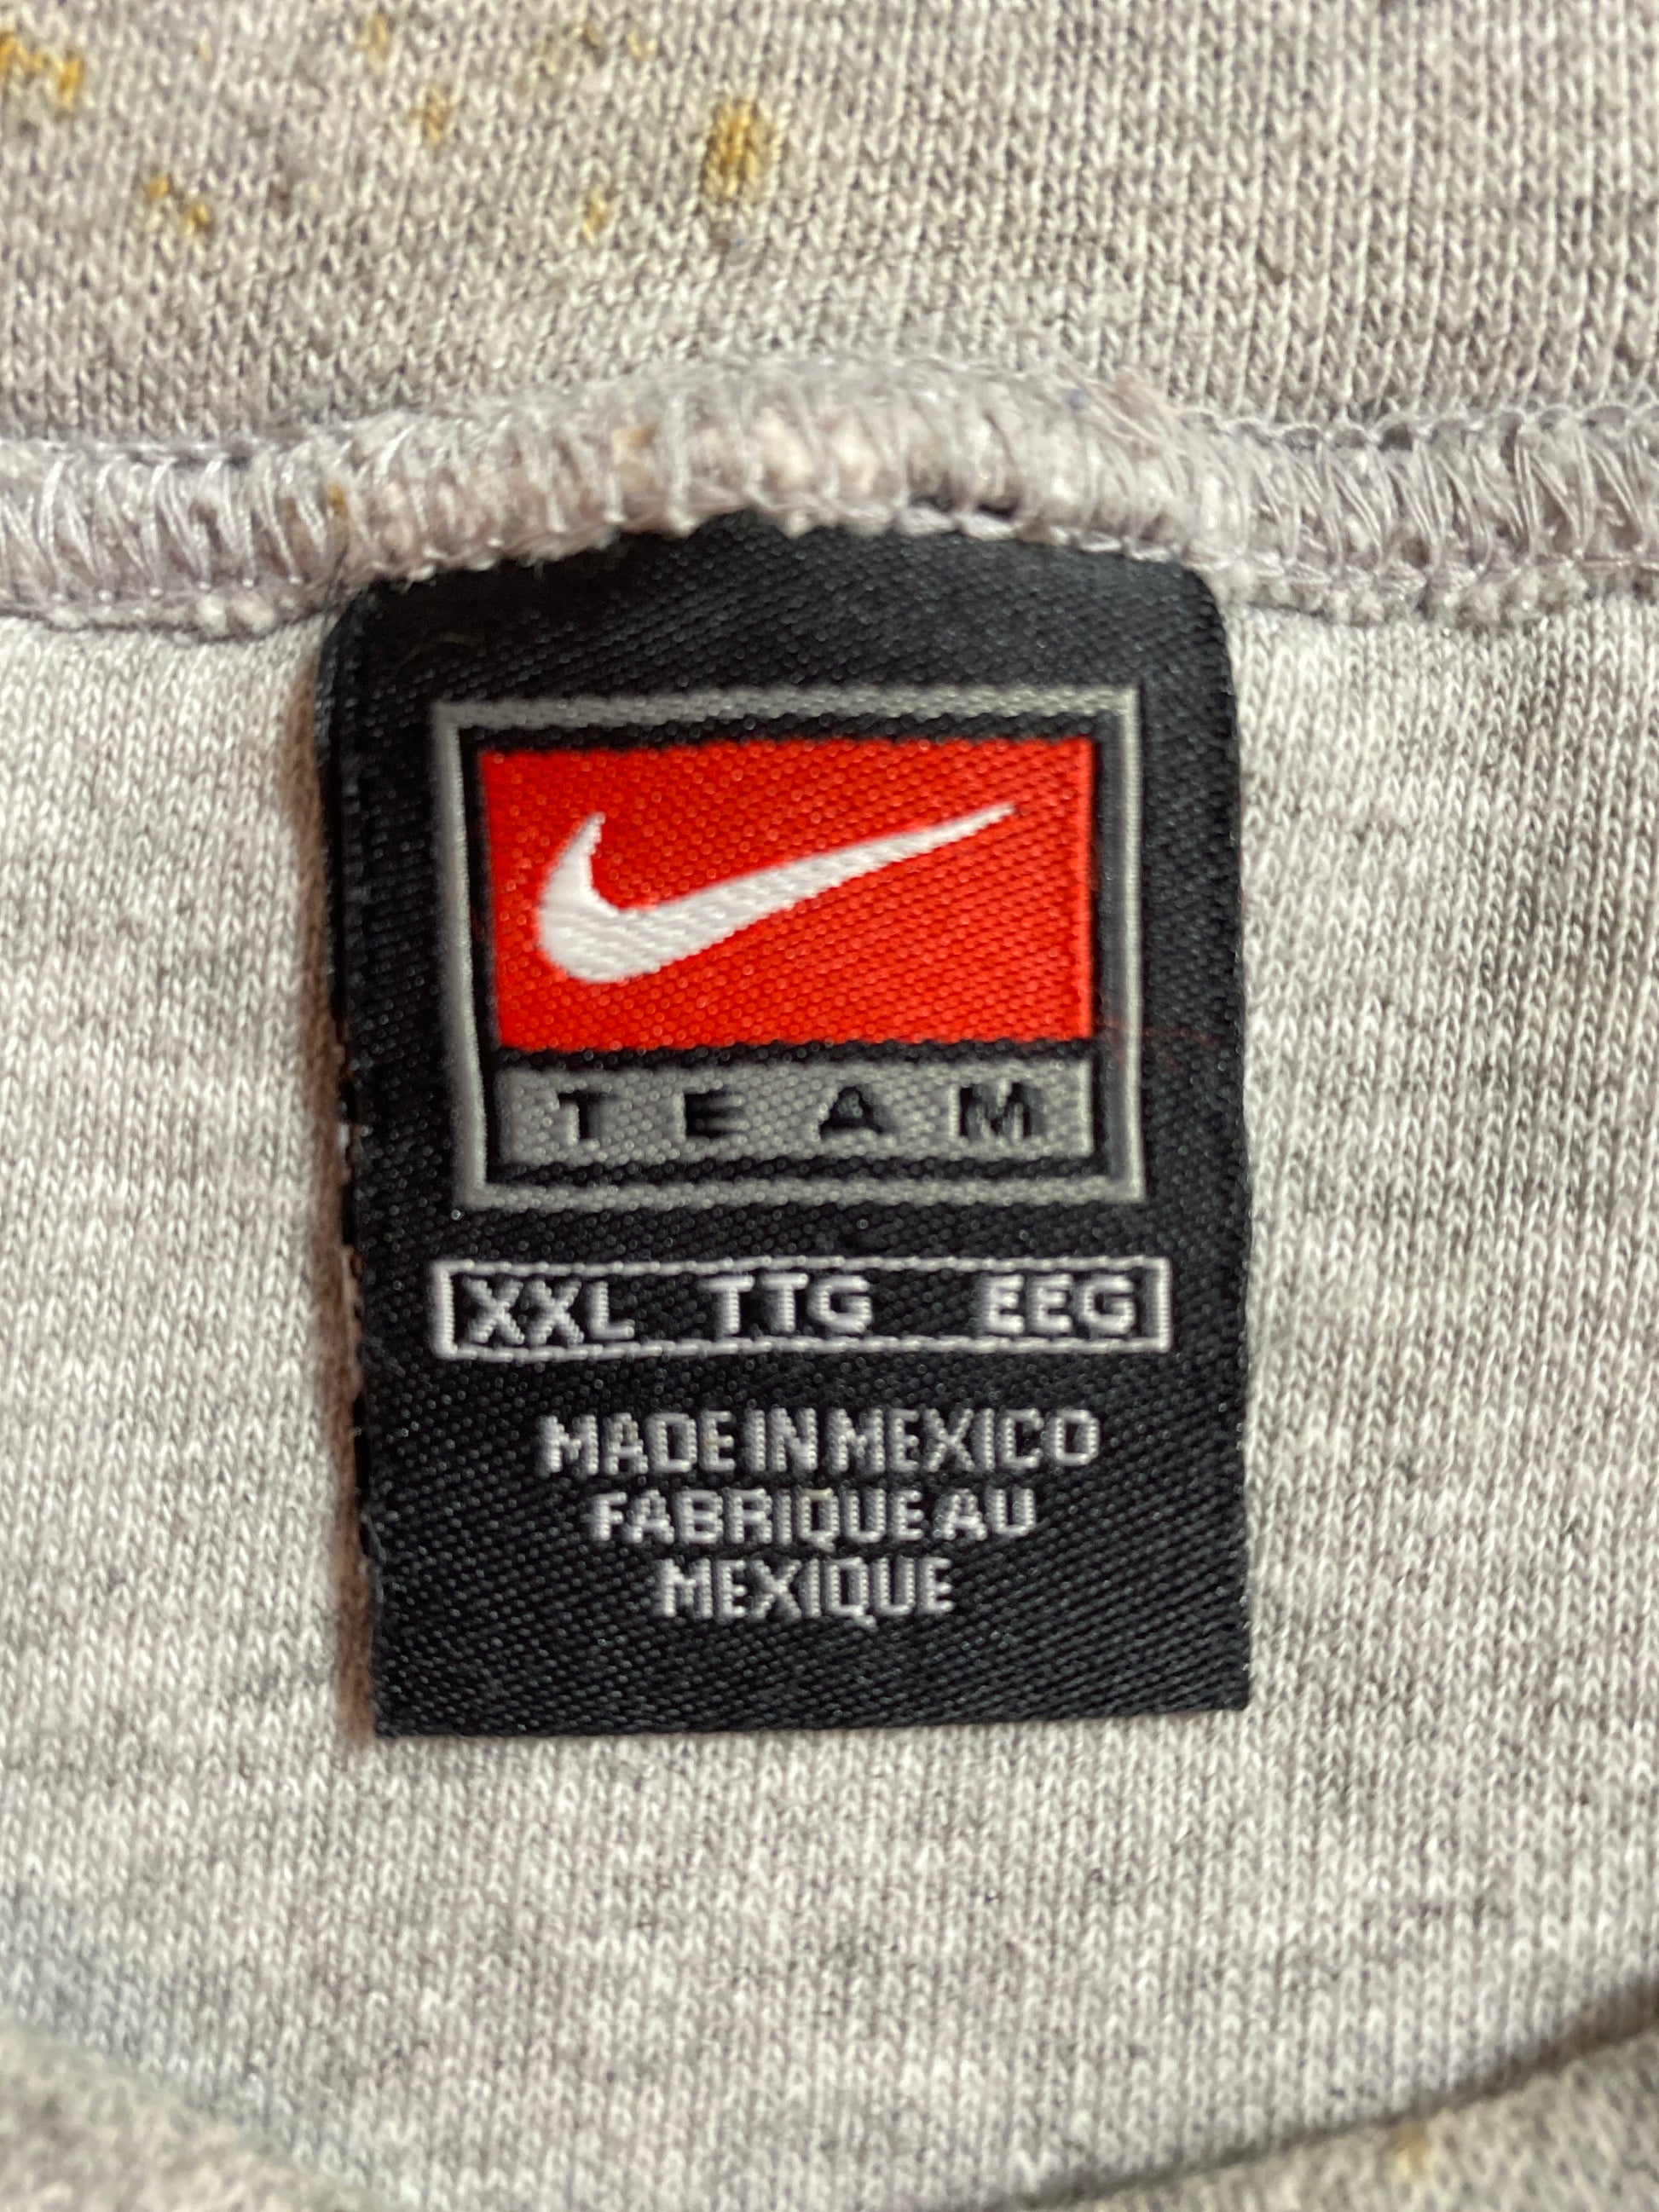 TEAM
XXL TTG EEG
MADE IN MEXICO
FABRIQUE AU
MEXIQUE